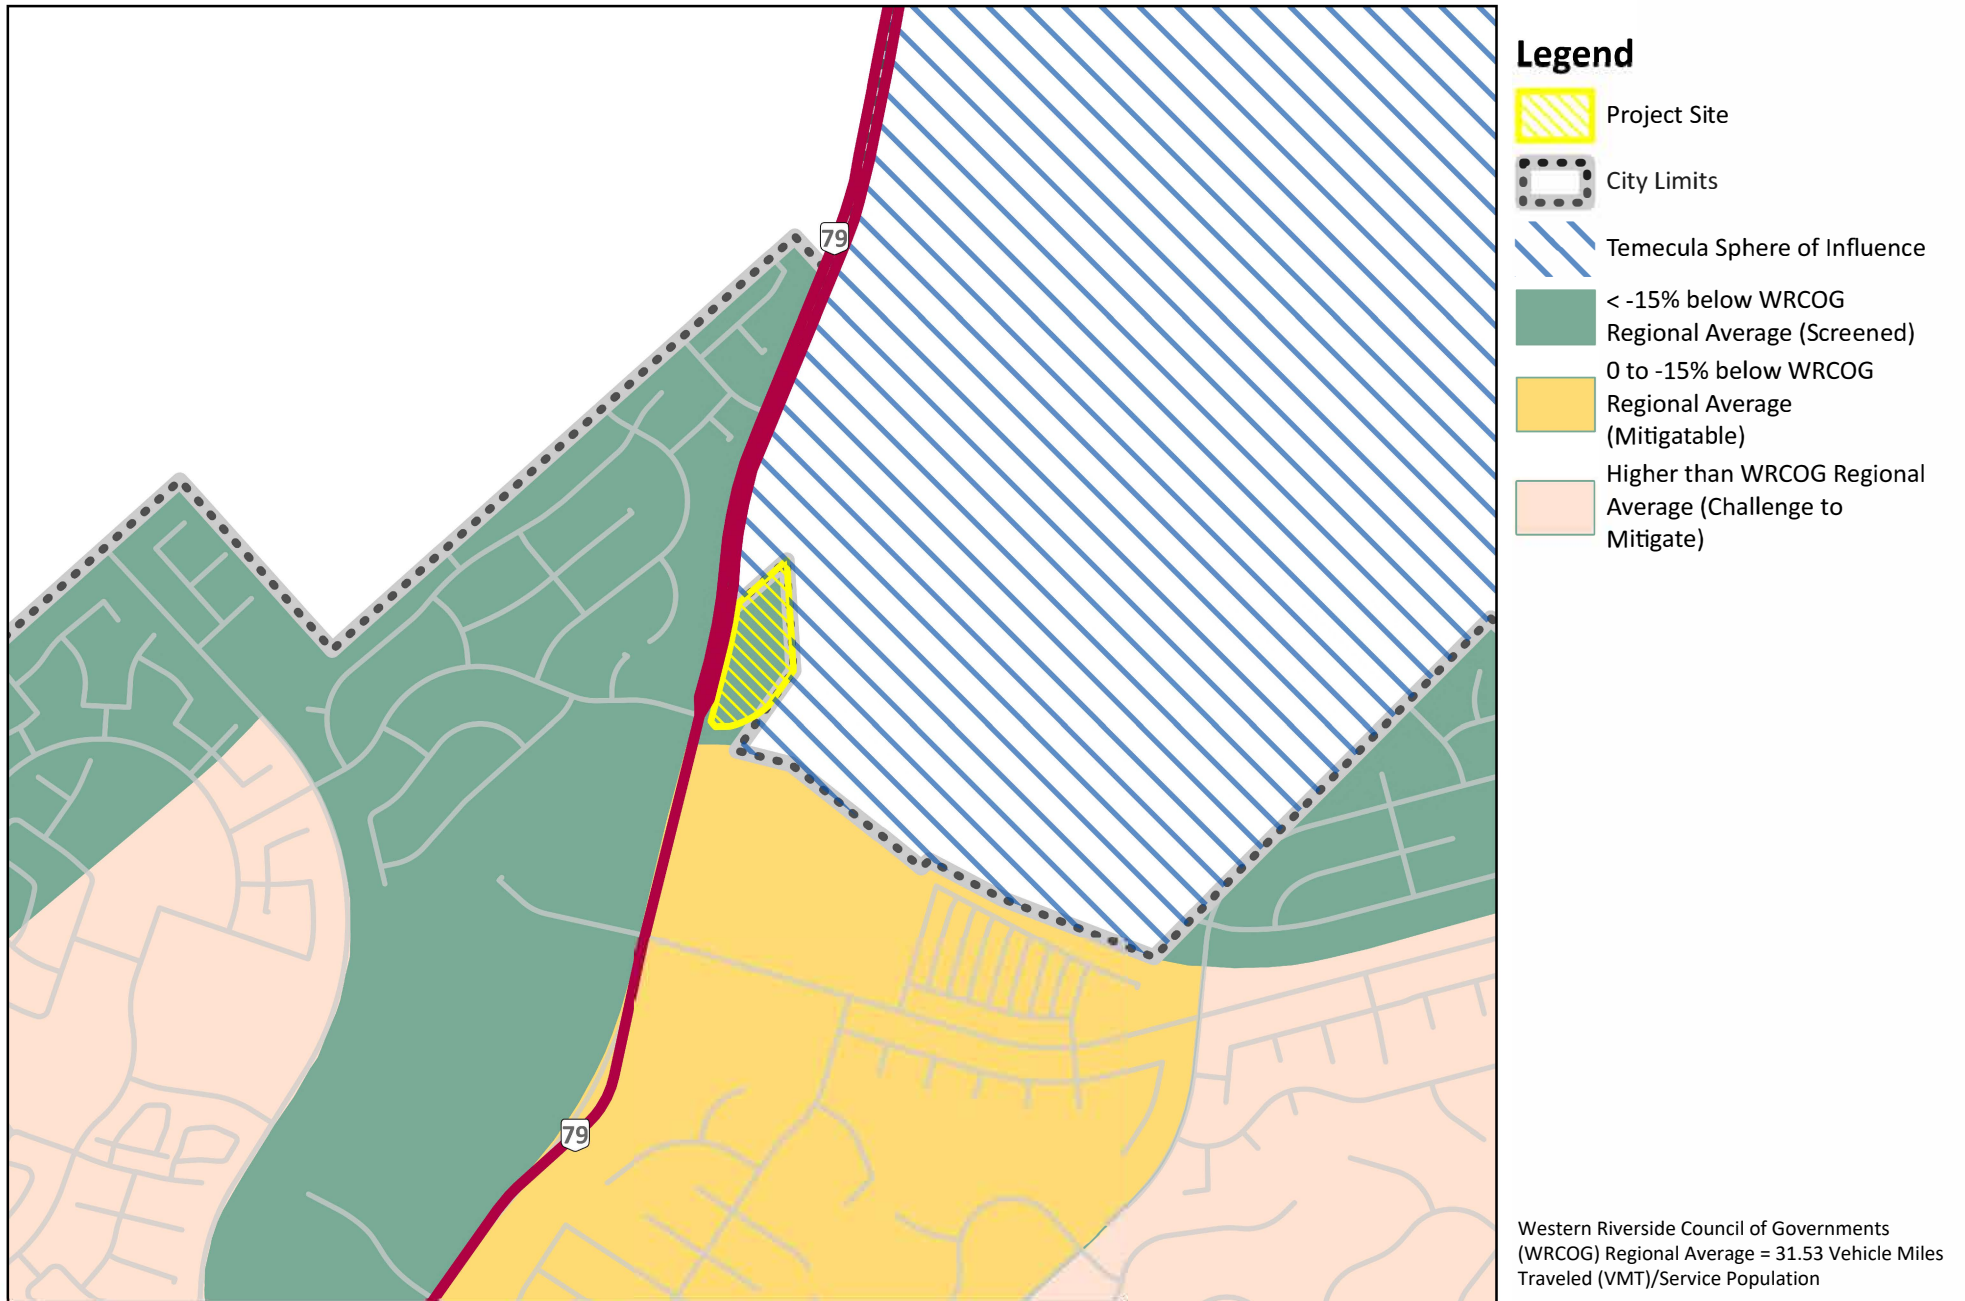 79
79
Legend
Project Site
City Limits
Temecula Sphere of Influence
< -15% below WRCOG
Regional Average (Screened)
0 to -15% below WRCOG
Regional Average
(Mitigatable)
Higher than WRCOG Regional
Average (Challenge to
Mitigate)
Western Riverside Council of Governments
(WRCOG) Regional Average = 31.53 Vehicle Miles
Traveled (VMT)/Service Population